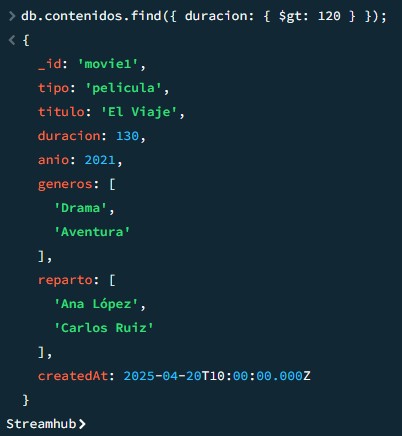 > db.contenidos.find({ duracion: { $gt: 120 } });
< {
_id: 'movie1',
tipo: 'pelicula',
titulo: 'El Viaje',
duracion: 130,
anio: 2021,
generos: [
'Drama',
'Aventura'
],
reparto: [
'Ana López',
'Carlos Ruiz'
],
createdAt: 2025-04-20T10:00:00.000Z
}
Streamhub>